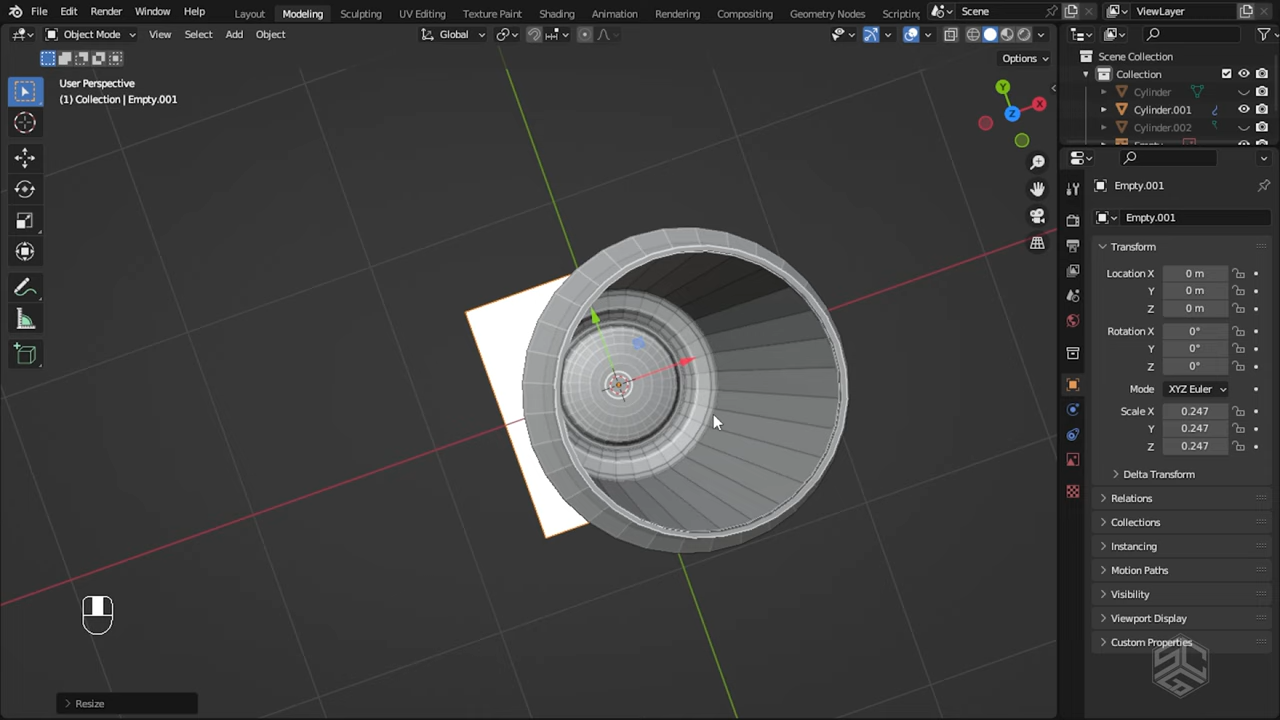 File Edit Render Window Help Layout Modeling Sculpting UV Editing Texture Paint Shading Animation Rendering Compositing Geometry Nodes Scripting Scene ViewLayer
Object Mode View Select Add Object Global
Options
User Perspective
(1) Collection | Empty.001
Scene Collection
Collection
Cylinder
Cylinder.001
Cylinder.002
Y
X
Z
Empty.001
Empty.001
Transform
Location X 0 m
Y 0 m
Z 0 m
Rotation X 0°
Y 0°
Z 0°
Mode XYZ Euler
Scale X 0.247
Y 0.247
Z 0.247
Delta Transform
Relations
Collections
Instancing
Motion Paths
Visibility
Viewport Display
Custom Properties
Resize